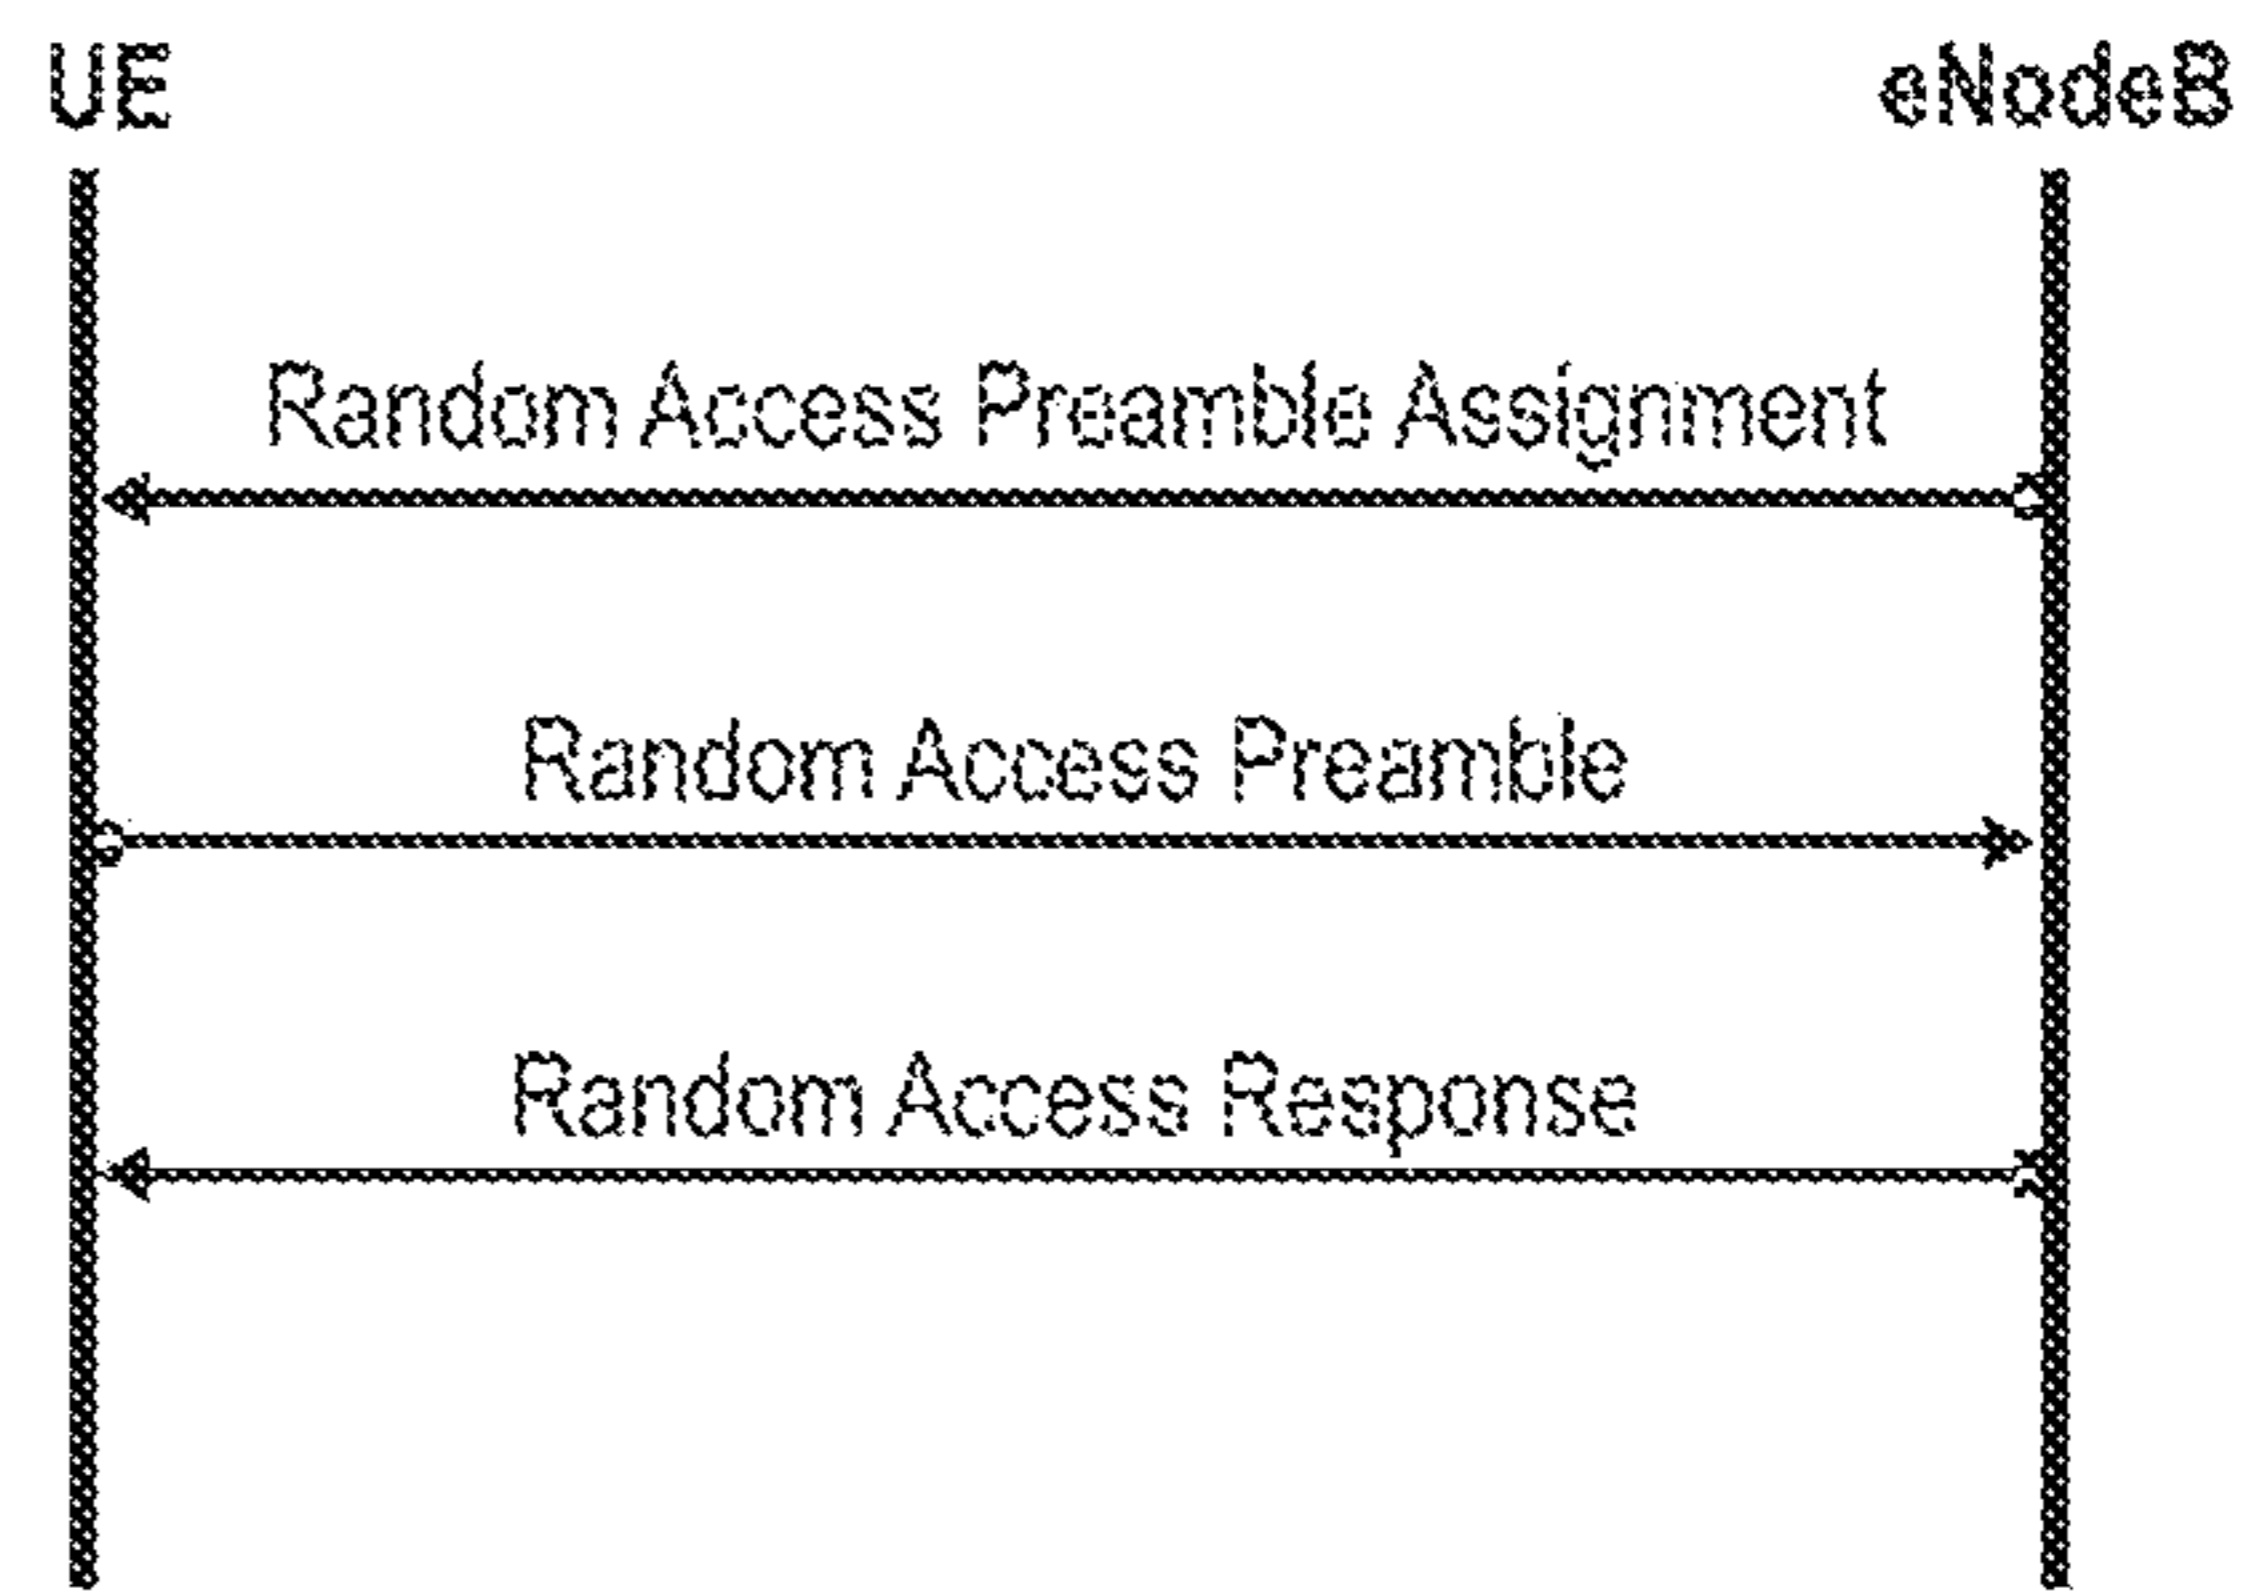 UE
eNodeB
Random Access Preamble Assignment
Random Access Preamble
Random Access Response